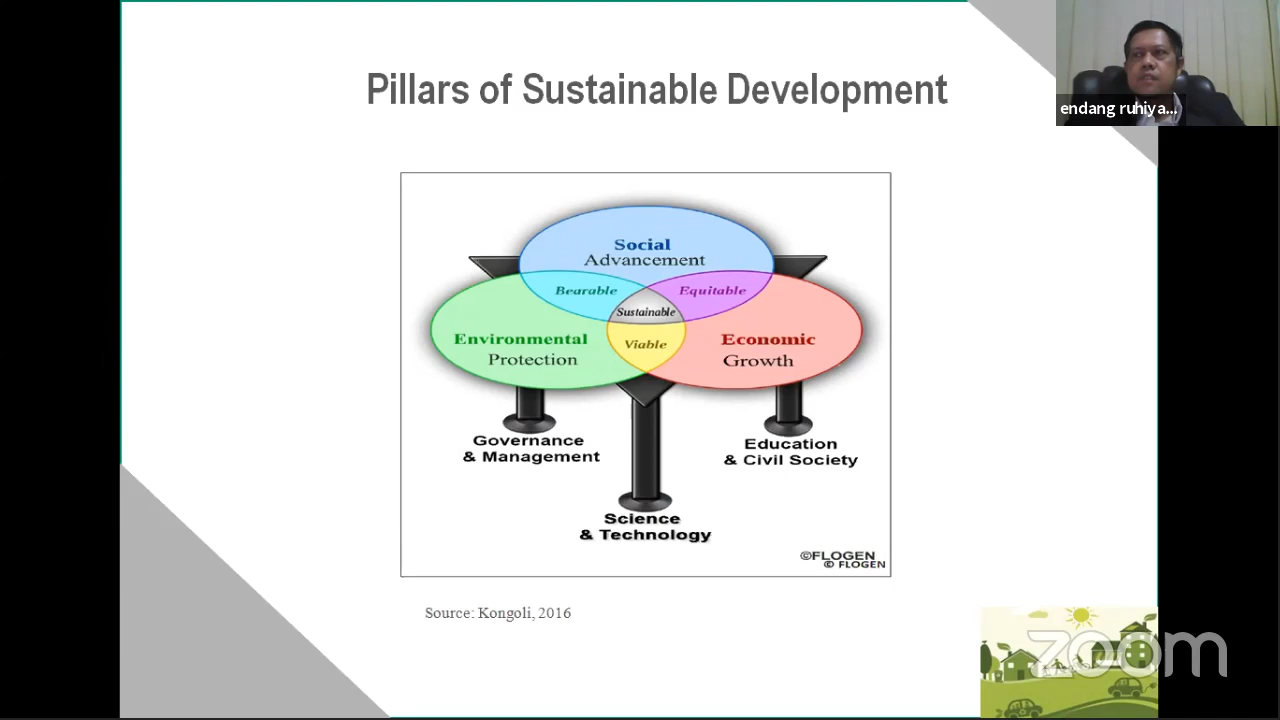 Pillars of Sustainable Development
endang ruhiya...
Social
Advancement
Bearable
Equitable
Sustainable
Environmental
Protection
Viable
Economic
Growth
Governance
& Management
Education
& Civil Society
Science
& Technology
©FLOGEN
© FLOGEN
Source: Kongoli, 2016
zoom